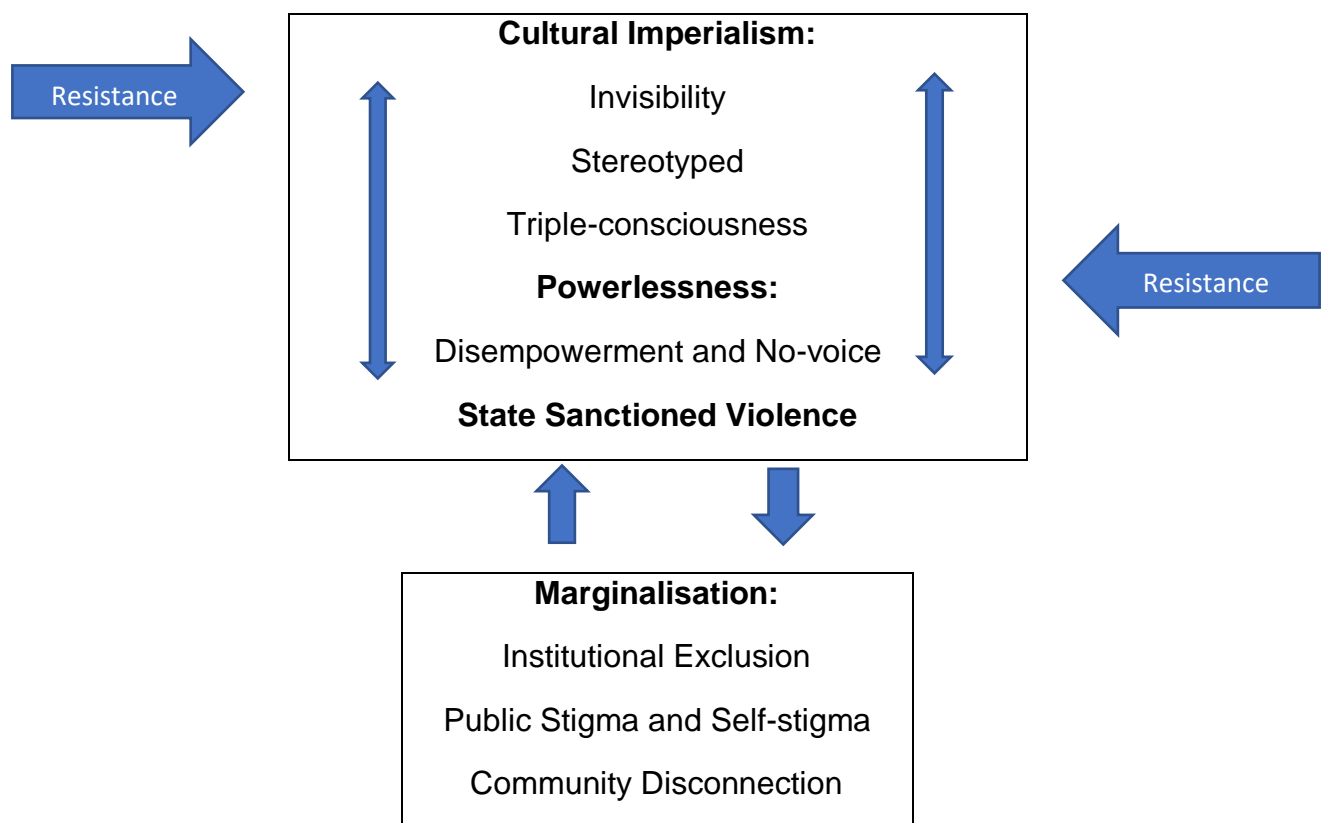 Cultural Imperialism:
Resistance
Invisibility
Stereotyped
Triple-consciousness
Powerlessness:
Resistance
Disempowerment and No-voice
State Sanctioned Violence
Marginalisation:
Institutional Exclusion
Public Stigma and Self-stigma
Community Disconnection